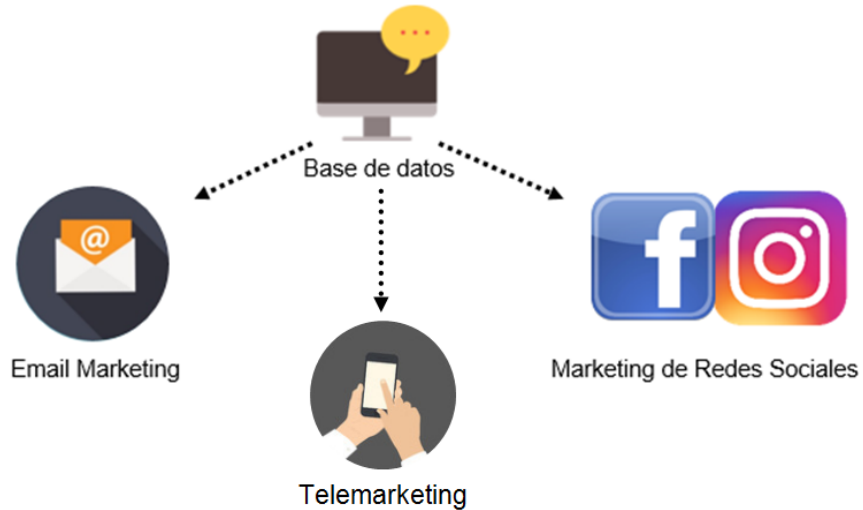 Base de datos
@
Email Marketing
f
Marketing de Redes Sociales
Telemarketing